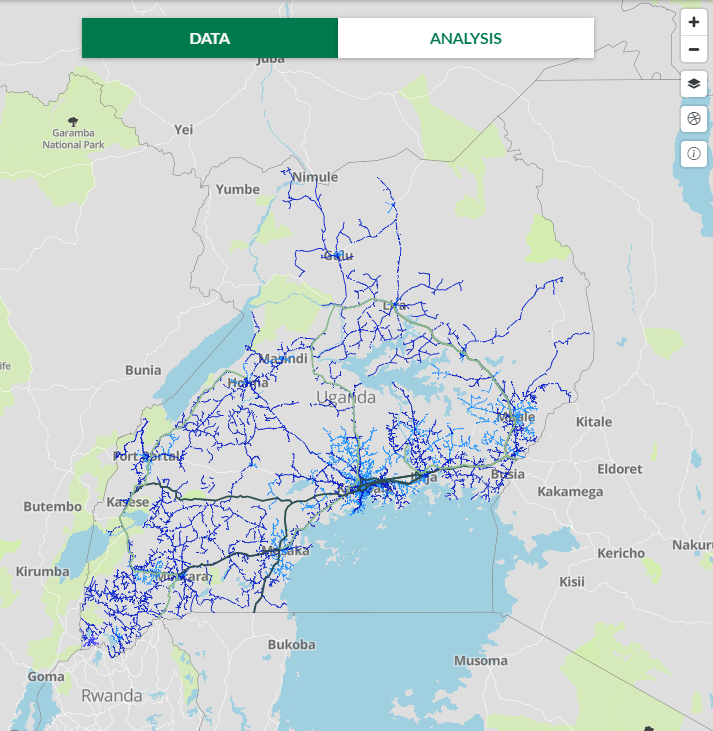 DATA
ANALYSIS
Juba
Garamba
National Park
Yei
Nimule
Yumbe
Gulu
Lira
Masindi
Hoima
Bunia
Uganda
Mbale
Kitale
Fort Portal
Jinja
Busia
Eldoret
Kakamega
Kampala
Kasese
Butembo
Masaka
Kericho
Nakuru
Kirumba
Mbarara
Kisii
Bukoba
Musoma
Goma
Rwanda